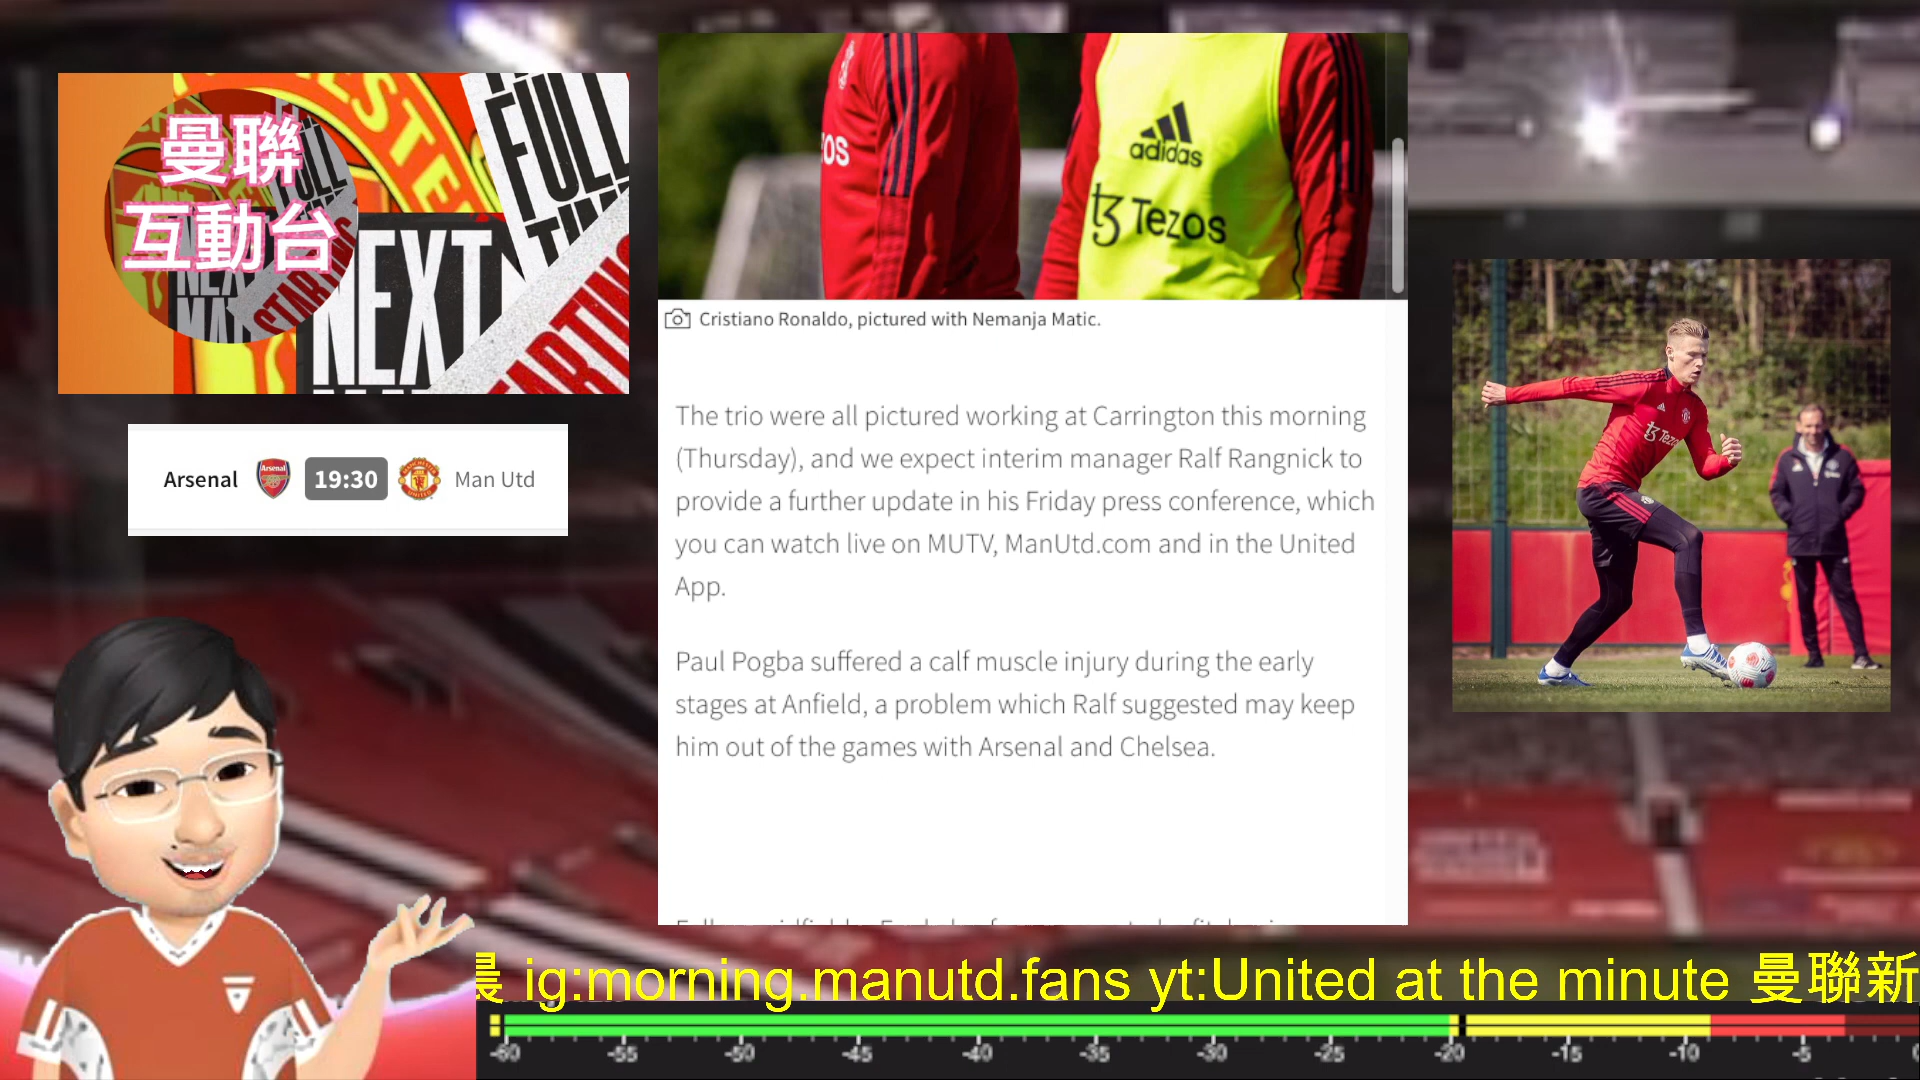 曼聯
互動台
FULL
TIME
NEXT
STARTING
Arsenal 19:30 Man Utd
adidas
Tezos
Cristiano Ronaldo, pictured with Nemanja Matic.
The trio were all pictured working at Carrington this morning
(Thursday), and we expect interim manager Ralf Rangnick to
provide a further update in his Friday press conference, which
you can watch live on MUTV, ManUtd.com and in the United
App.
Paul Pogba suffered a calf muscle injury during the early
stages at Anfield, a problem which Ralf suggested may keep
him out of the games with Arsenal and Chelsea.
Tezos
ig:morning.manutd.fans yt:United at the minute 曼聯新
-60 -55 -50 -45 -40 -35 -30 -25 -20 -15 -10 -5